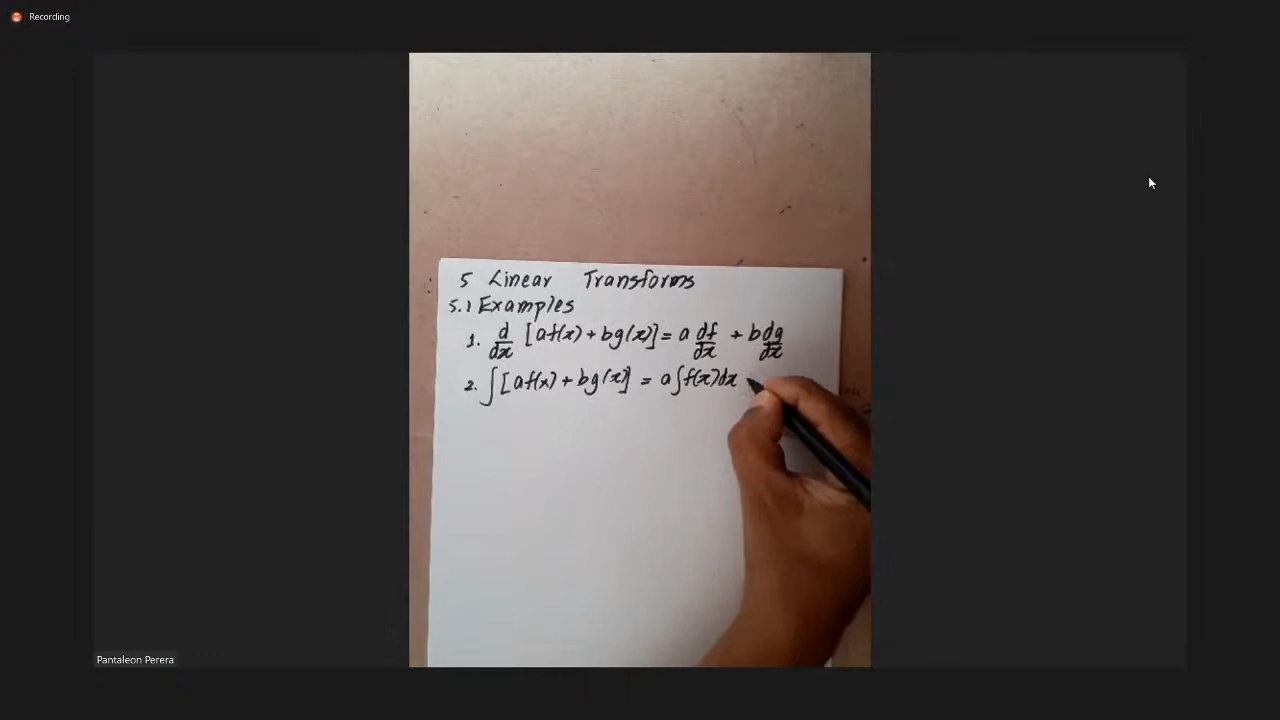 Recording
5 Linear Transforms
5.1 Examples
1. d/dx [af(x) + bg(x)] = a df/dx + b dg/dx
2. ∫[af(x) + bg(x)] = a∫f(x)dx
Pantaleon Perera